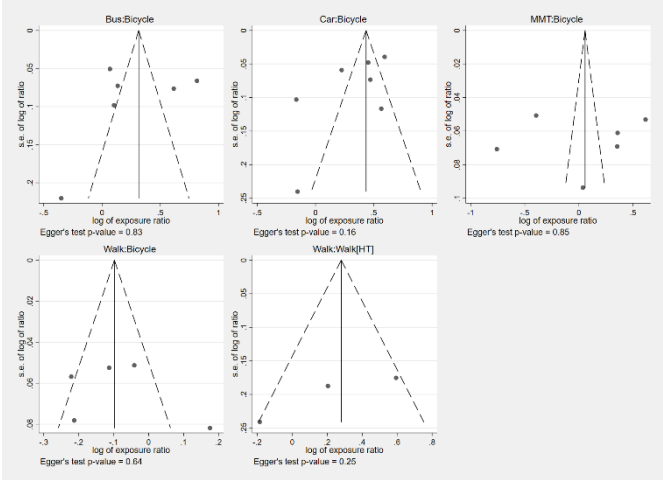 Bus:Bicycle
Car:Bicycle
MMT:Bicycle
s.e. of log of ratio
0
.05
.1
.15
.2
-.5
0
.5
1
log of exposure ratio
Egger's test p-value = 0.83
s.e. of log of ratio
0
.05
.1
.15
.2
.25
-.5
0
.5
1
log of exposure ratio
Egger's test p-value = 0.16
s.e. of log of ratio
0
.02
.04
.06
.08
.1
-1
-.5
0
.5
log of exposure ratio
Egger's test p-value = 0.85
Walk:Bicycle
Walk:Walk[HT]
s.e. of log of ratio
0
.02
.04
.06
.08
-.3
-.2
-.1
0
.1
.2
log of exposure ratio
Egger's test p-value = 0.64
s.e. of log of ratio
0
.05
.1
.15
.2
.25
-.2
0
.2
.4
.6
.8
log of exposure ratio
Egger's test p-value = 0.25